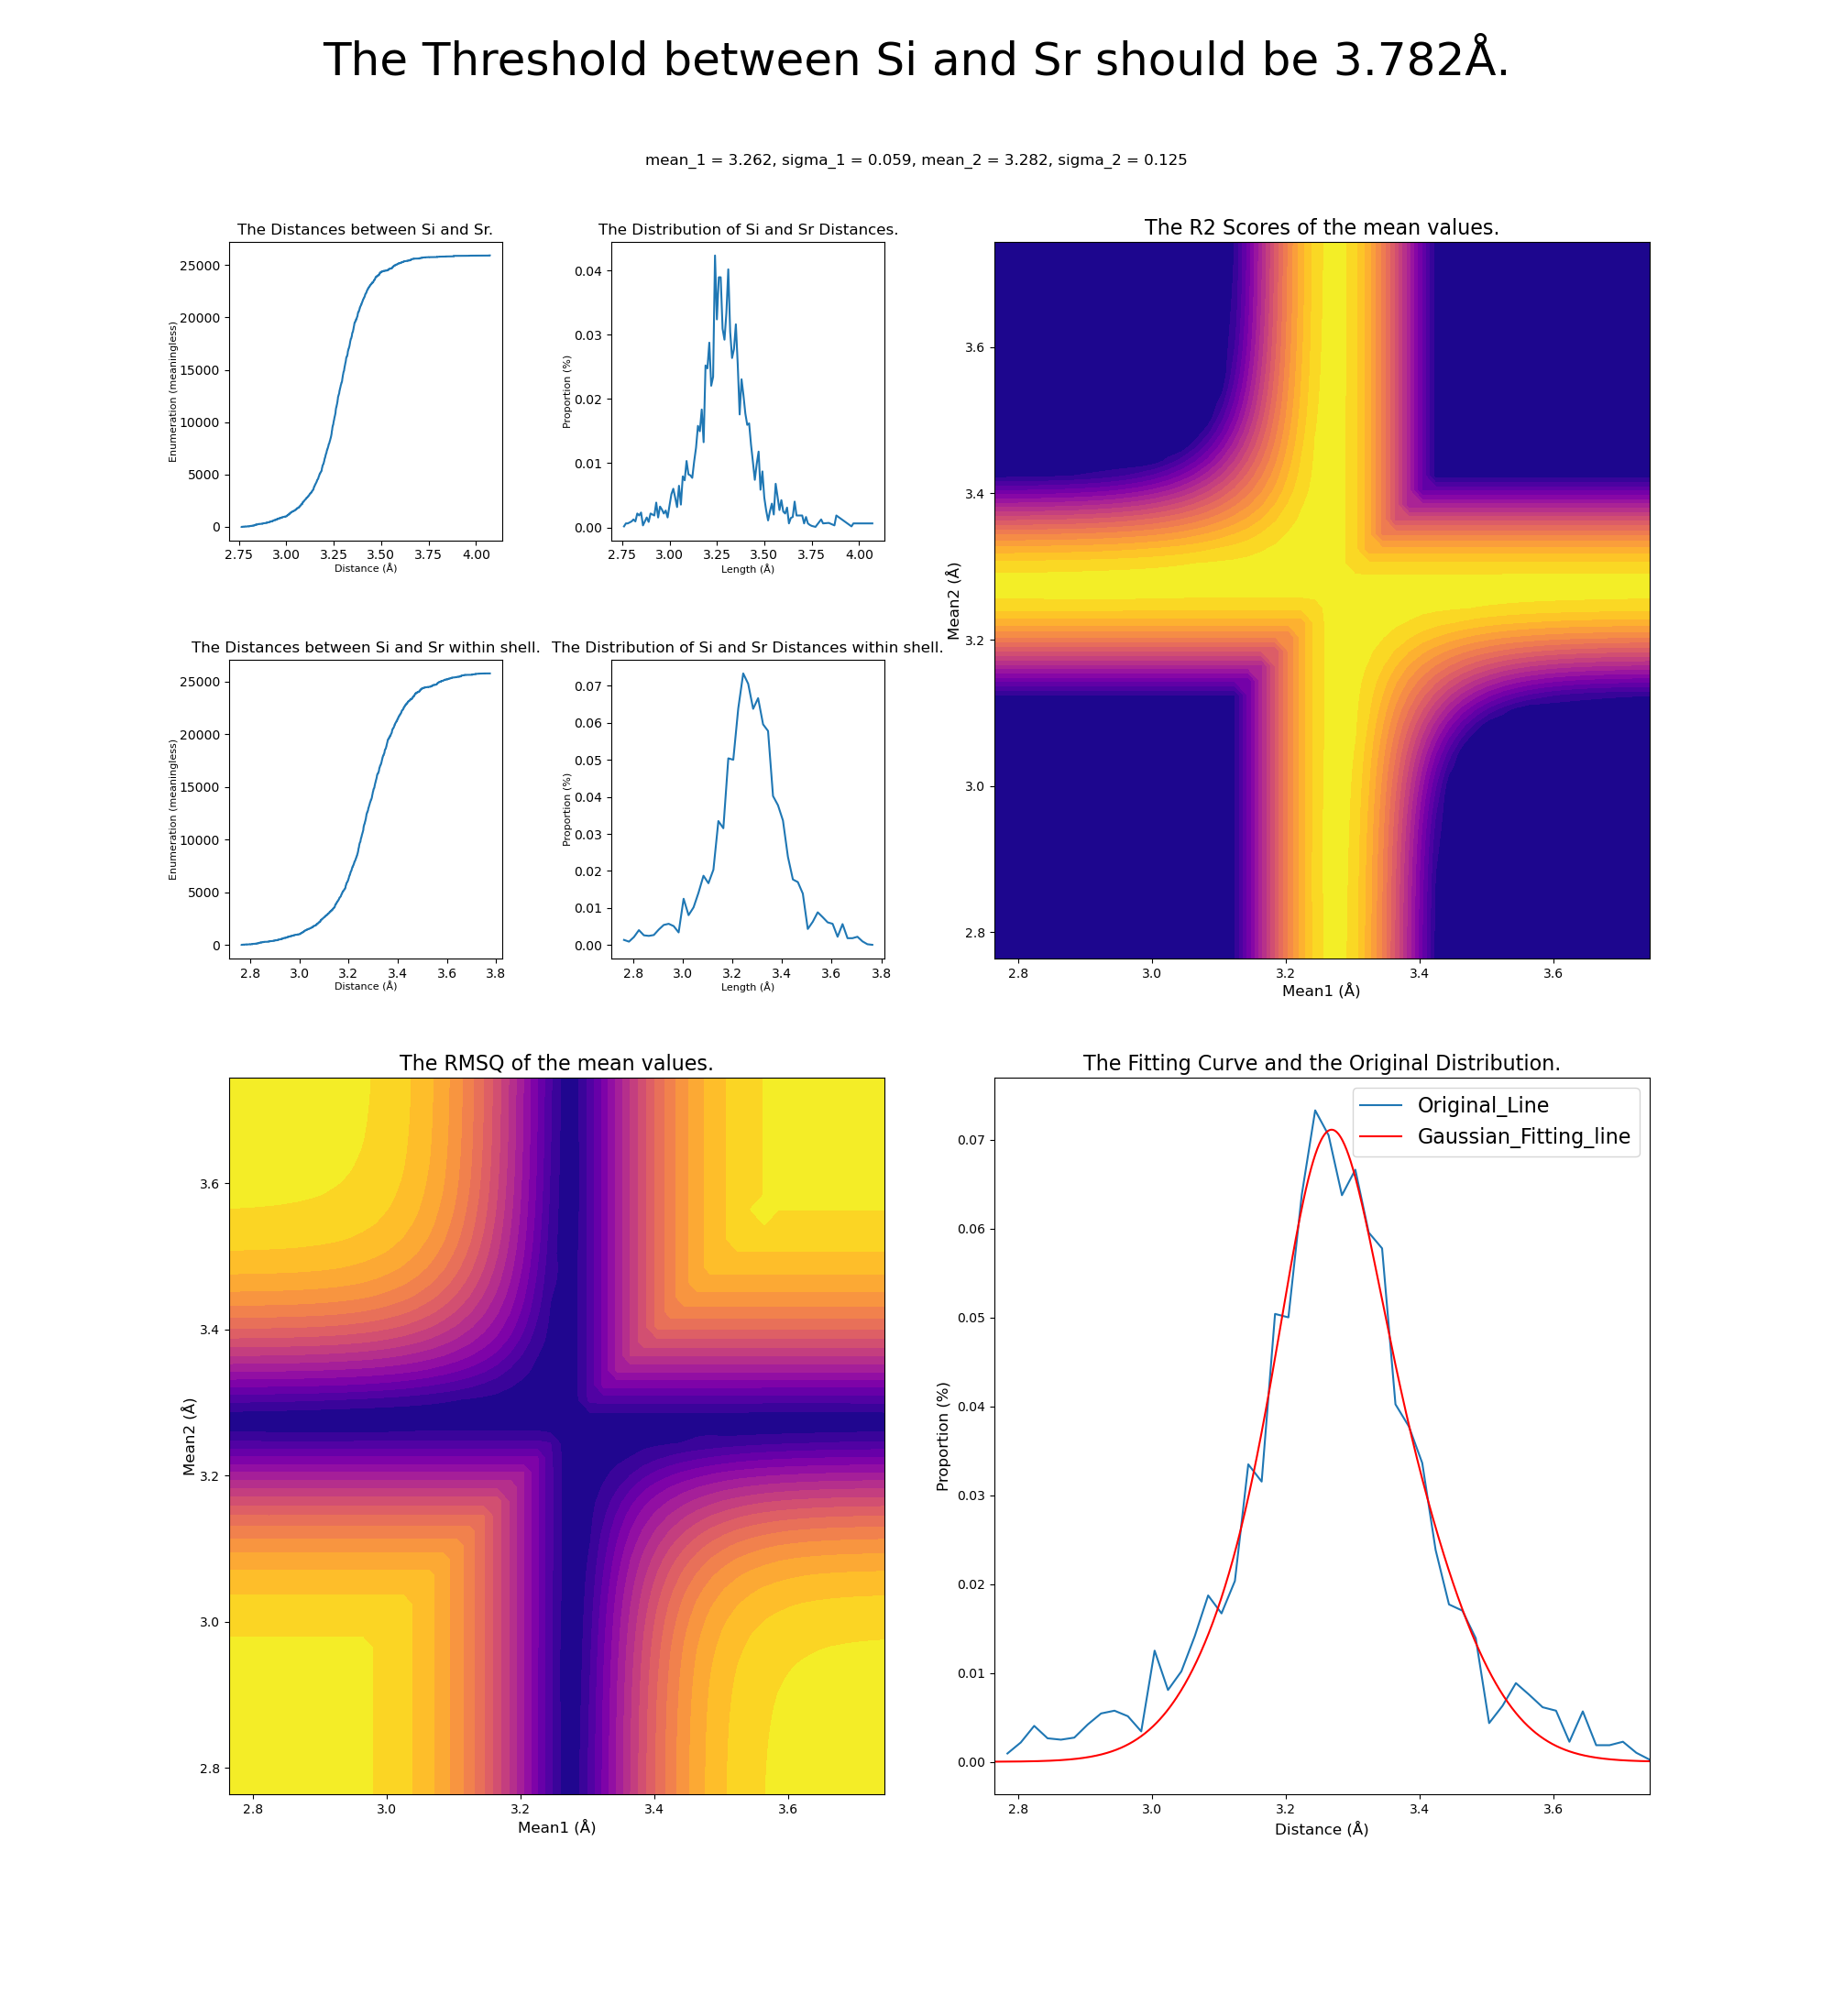 The Threshold between Si and Sr should be 3.782Å.
mean_1 = 3.262, sigma_1 = 0.059, mean_2 = 3.282, sigma_2 = 0.125
The Distances between Si and Sr.
Enumeration (meaningless)
25000
20000
15000
10000
5000
0
2.75 3.00 3.25 3.50 3.75 4.00
Distance (Å)
The Distribution of Si and Sr Distances.
Proportion (%)
0.04
0.03
0.02
0.01
0.00
2.75 3.00 3.25 3.50 3.75 4.00
Length (Å)
The R2 Scores of the mean values.
Mean2 (Å)
3.6
3.4
3.2
3.0
2.8
2.8 3.0 3.2 3.4 3.6
Mean1 (Å)
The Distances between Si and Sr within shell.
Enumeration (meaningless)
25000
20000
15000
10000
5000
0
2.8 3.0 3.2 3.4 3.6 3.8
Distance (Å)
The Distribution of Si and Sr Distances within shell.
Proportion (%)
0.07
0.06
0.05
0.04
0.03
0.02
0.01
0.00
2.8 3.0 3.2 3.4 3.6 3.8
Length (Å)
The RMSQ of the mean values.
Mean2 (Å)
3.6
3.4
3.2
3.0
2.8
2.8 3.0 3.2 3.4 3.6
Mean1 (Å)
The Fitting Curve and the Original Distribution.
Original_Line
Gaussian_Fitting_line
Proportion (%)
0.07
0.06
0.05
0.04
0.03
0.02
0.01
0.00
2.8 3.0 3.2 3.4 3.6
Distance (Å)